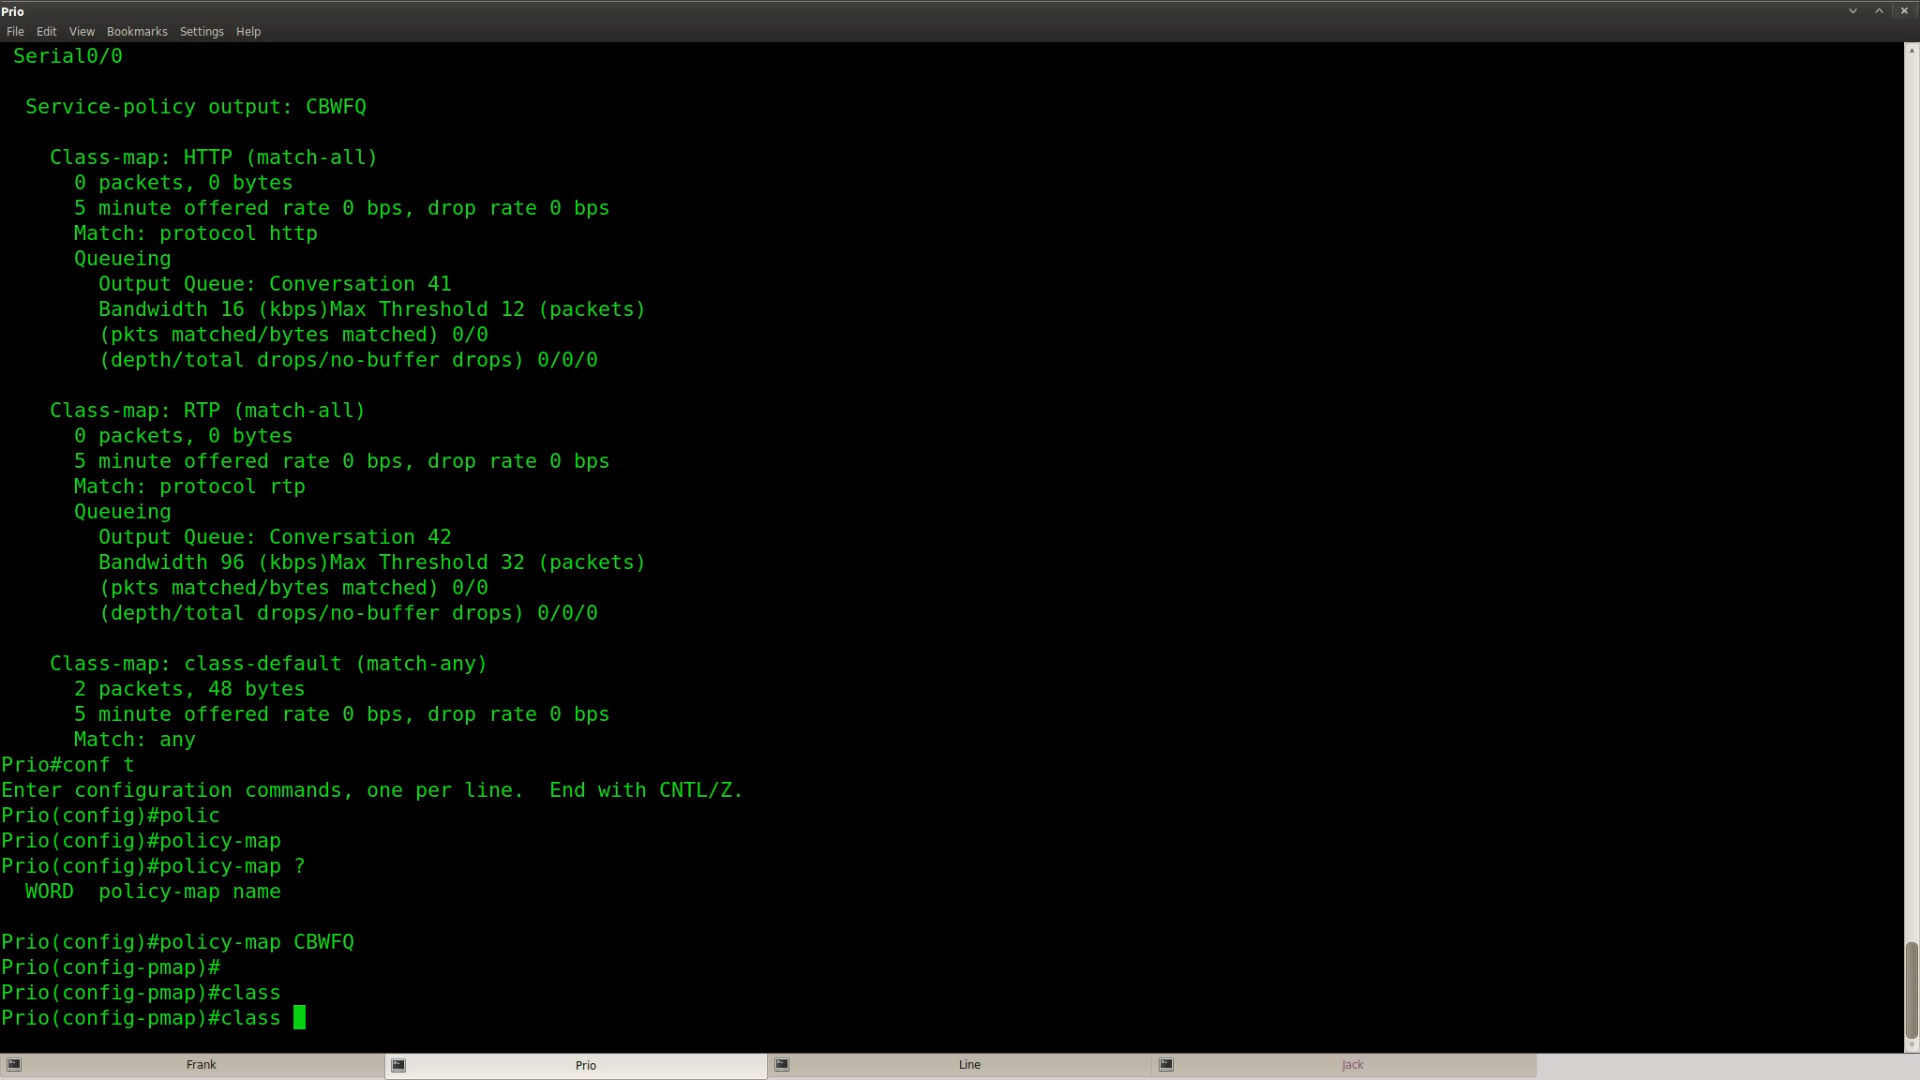 Prio
File Edit View Bookmarks Settings Help
Serial0/0
Service-policy output: CBWFQ
Class-map: HTTP (match-all)
0 packets, 0 bytes
5 minute offered rate 0 bps, drop rate 0 bps
Match: protocol http
Queueing
Output Queue: Conversation 41
Bandwidth 16 (kbps)Max Threshold 12 (packets)
(pkts matched/bytes matched) 0/0
(depth/total drops/no-buffer drops) 0/0/0
Class-map: RTP (match-all)
0 packets, 0 bytes
5 minute offered rate 0 bps, drop rate 0 bps
Match: protocol rtp
Queueing
Output Queue: Conversation 42
Bandwidth 96 (kbps)Max Threshold 32 (packets)
(pkts matched/bytes matched) 0/0
(depth/total drops/no-buffer drops) 0/0/0
Class-map: class-default (match-any)
2 packets, 48 bytes
5 minute offered rate 0 bps, drop rate 0 bps
Match: any
Prio#conf t
Enter configuration commands, one per line.  End with CNTL/Z.
Prio(config)#polic
Prio(config)#policy-map
Prio(config)#policy-map ?
WORD  policy-map name
Prio(config)#policy-map CBWFQ
Prio(config-pmap)#
Prio(config-pmap)#class
Prio(config-pmap)#class
Frank Prio Line Jack